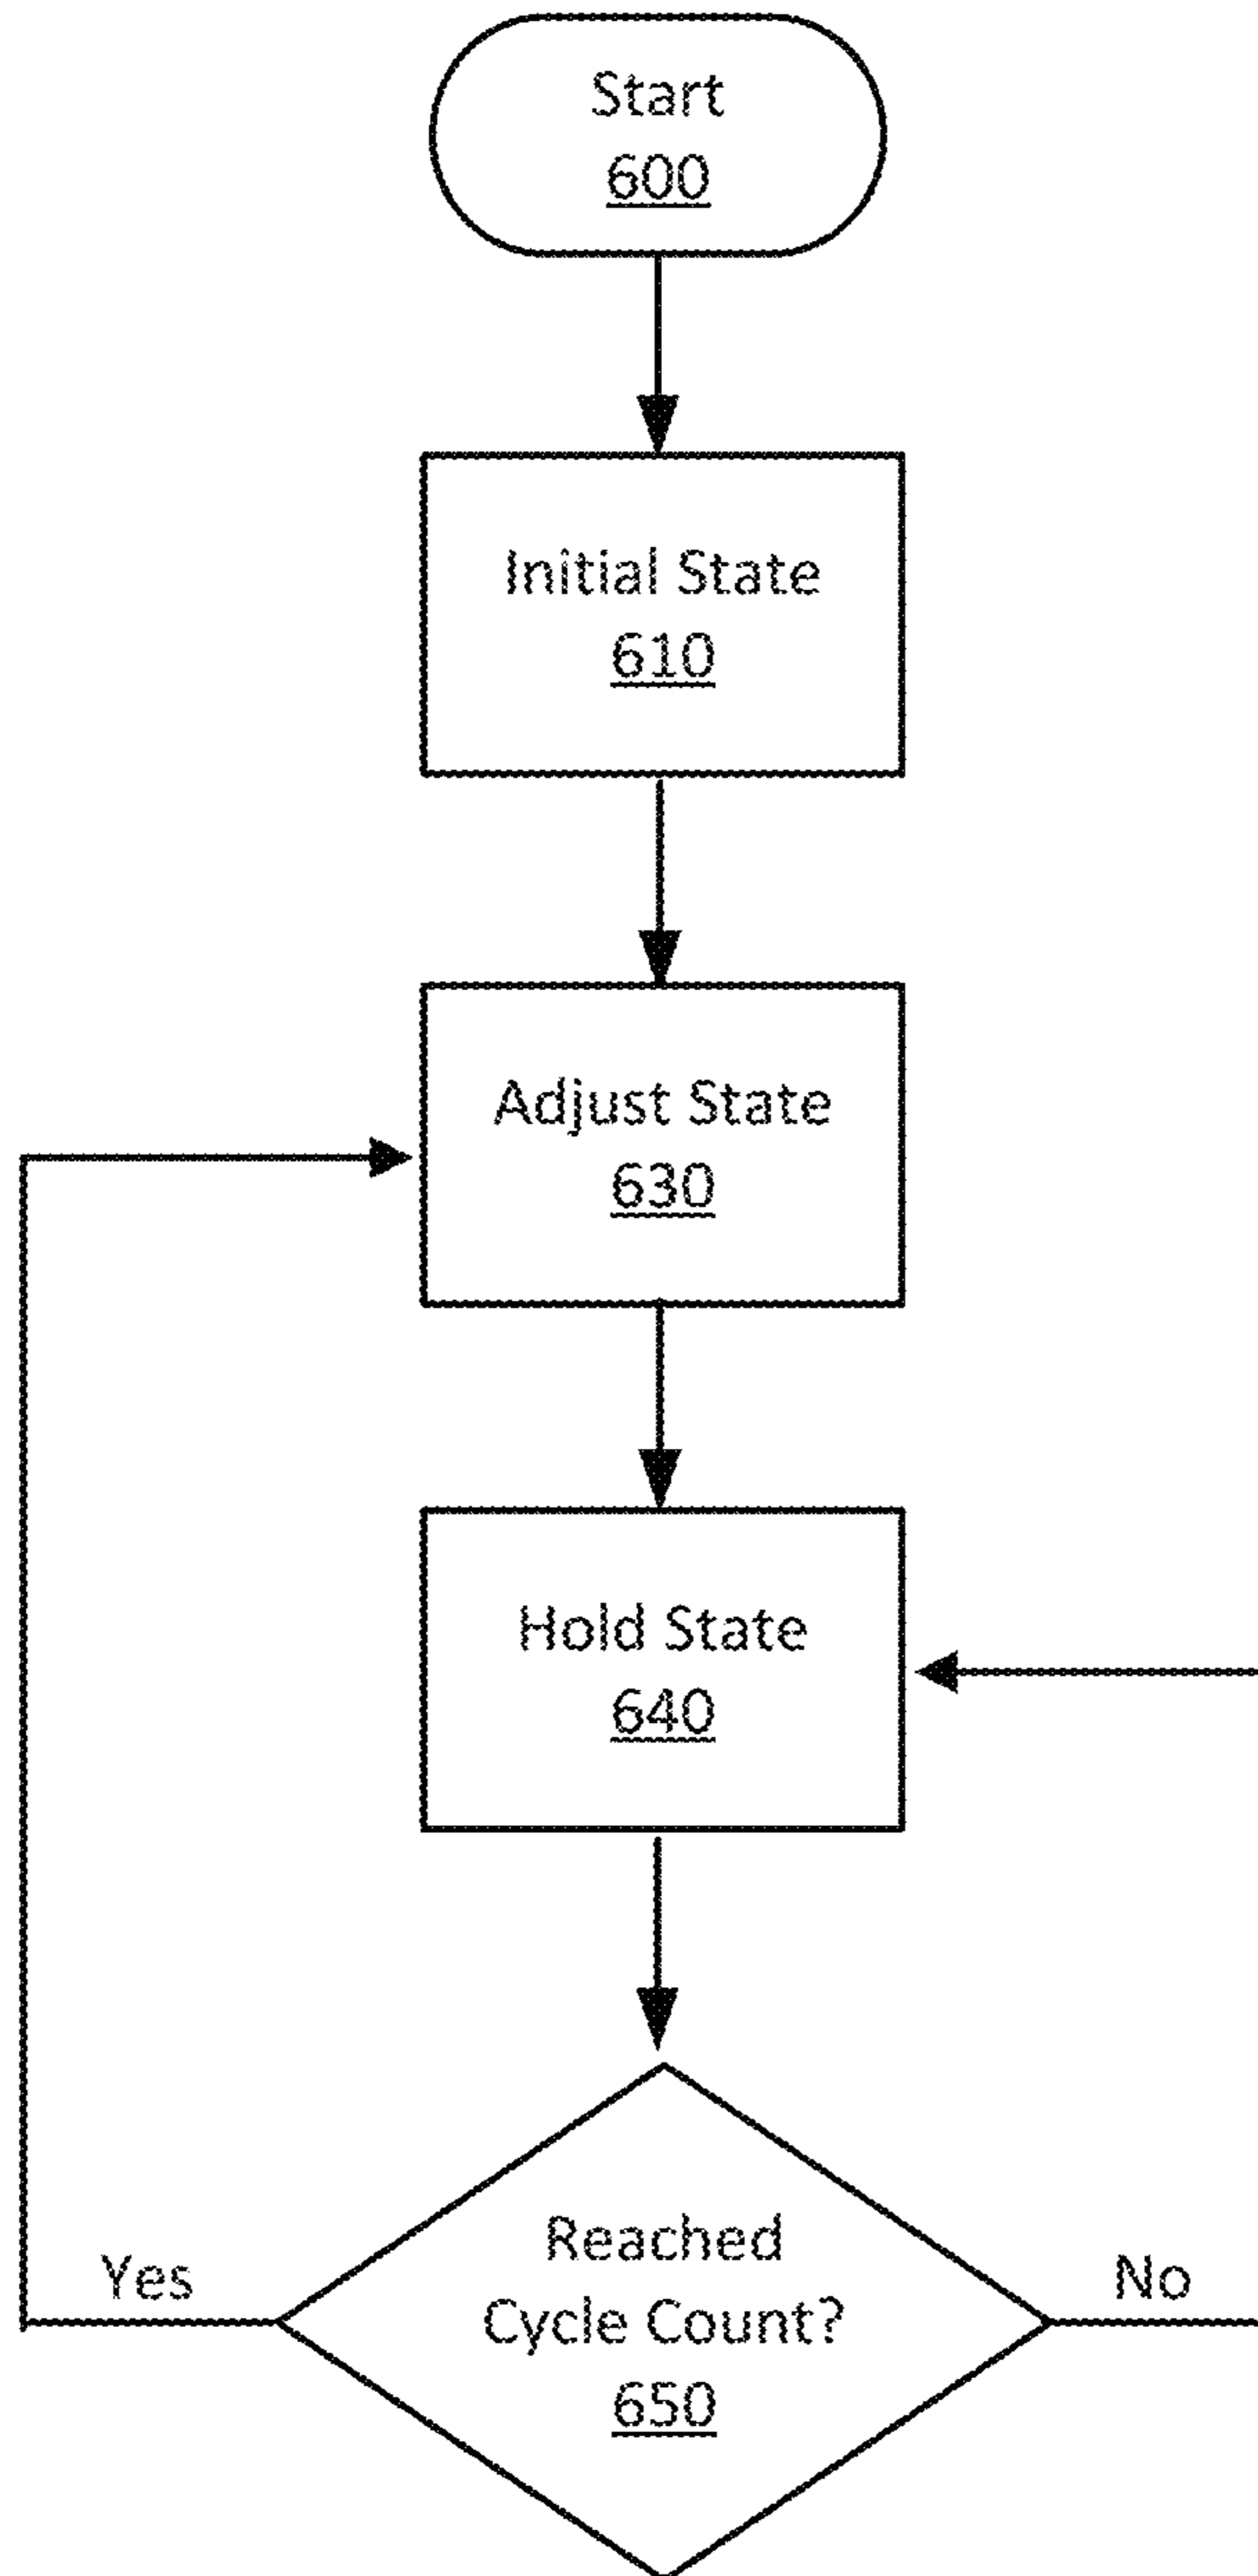 Start
600
Initial State
610
Adjust State
630
Hold State
640
Reached
Cycle Count?
650
Yes
No